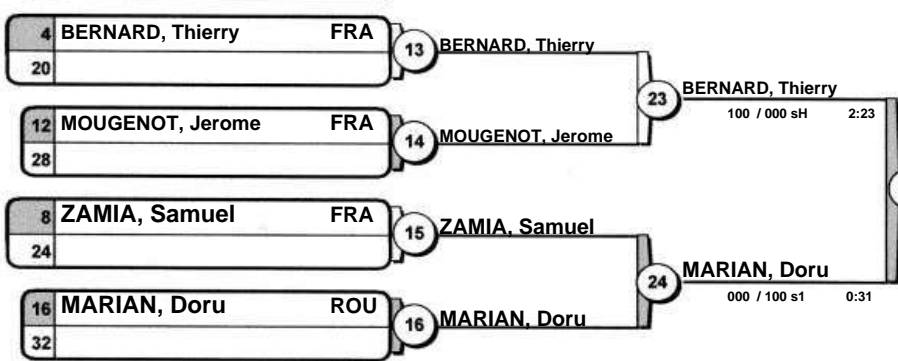 4 BERNARD, Thierry FRA
20
13 BERNARD, Thierry
12 MOUGENOT, Jerome FRA
28
14 MOUGENOT, Jerome
23 BERNARD, Thierry
100 / 000 sH 2:23
8 ZAMIA, Samuel FRA
24
15 ZAMIA, Samuel
16 MARIAN, Doru ROU
32
16 MARIAN, Doru
24 MARIAN, Doru
000 / 100 s1 0:31